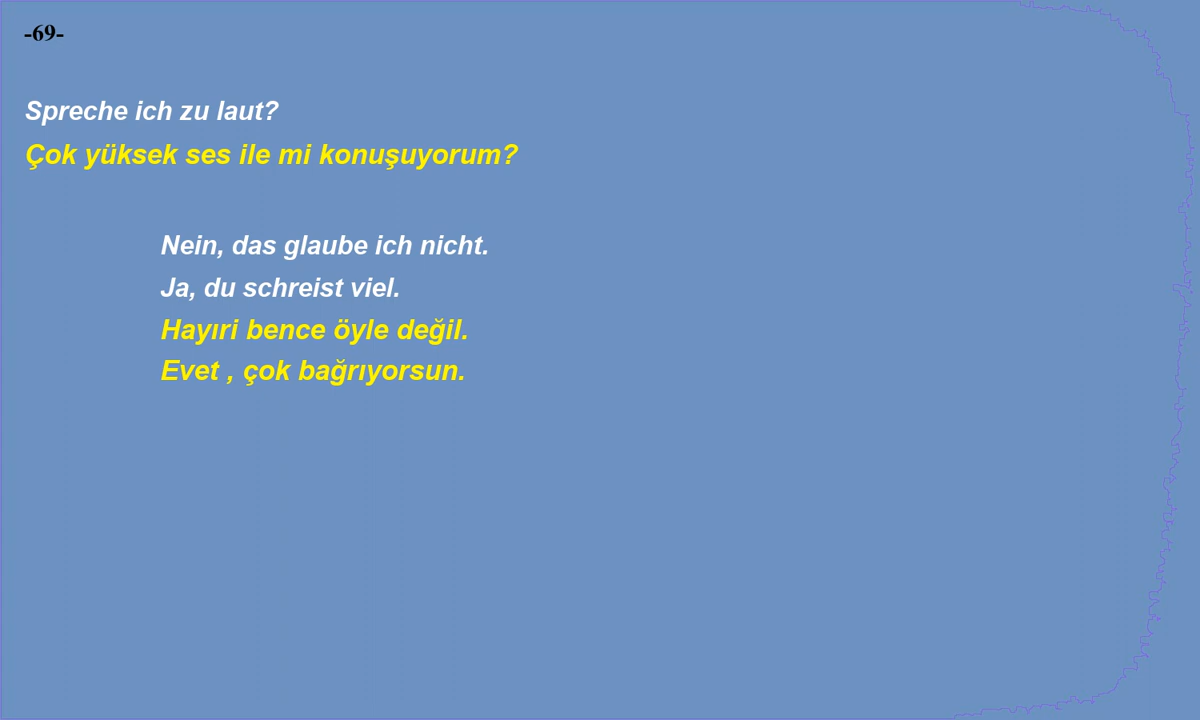 -69-
Spreche ich zu laut?
Çok yüksek ses ile mi konuşuyorum?
Nein, das glaube ich nicht.
Ja, du schreist viel.
Hayıri bence öyle değil.
Evet , çok bağrıyorsun.